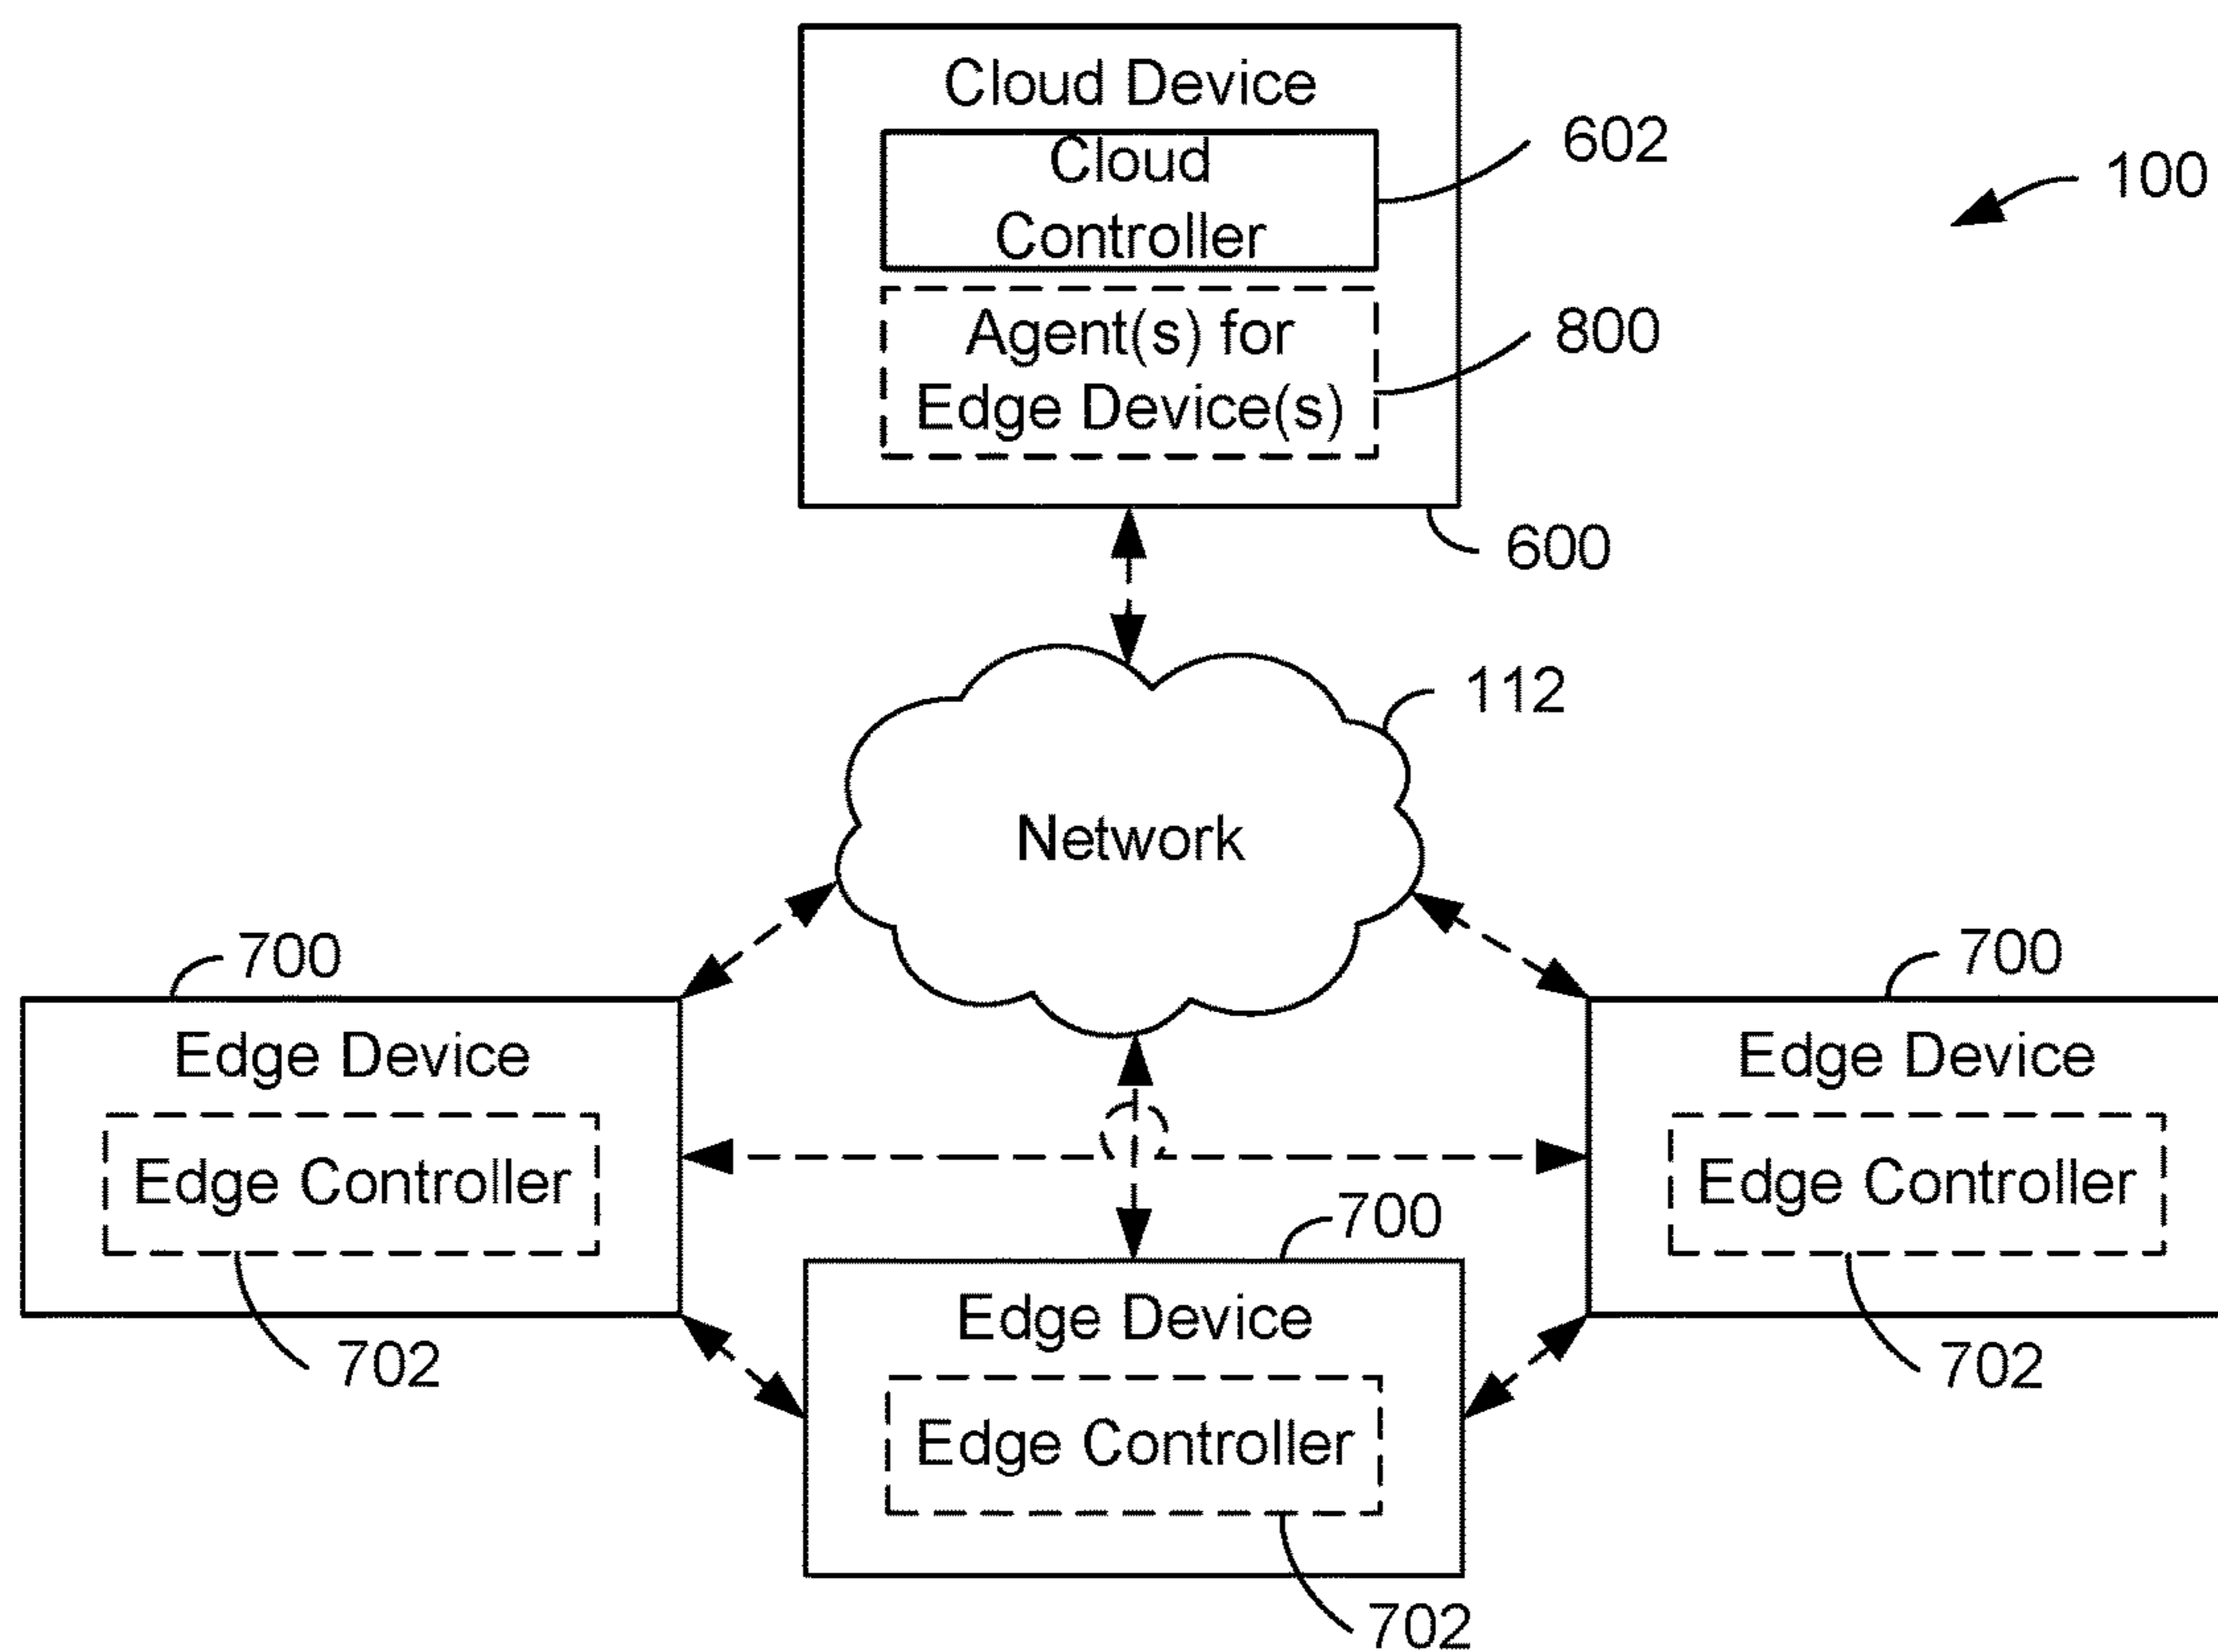 Cloud Device
Cloud
Controller
602
100
Agent(s) for
Edge Device(s)
800
600
112
Network
700
Edge Device
Edge Controller
702
700
Edge Device
Edge Controller
702
700
Edge Device
Edge Controller
702